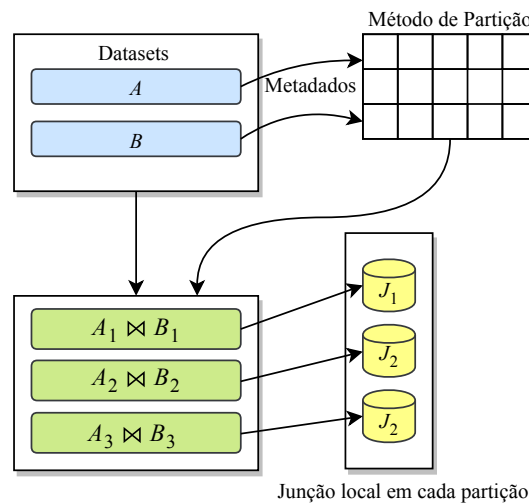 Datasets
A
B
Método de Partição
Metadados
A₁ ⋈ B₁
A₂ ⋈ B₂
A₃ ⋈ B₃
J₁
J₂
J₂
Junção local em cada partição